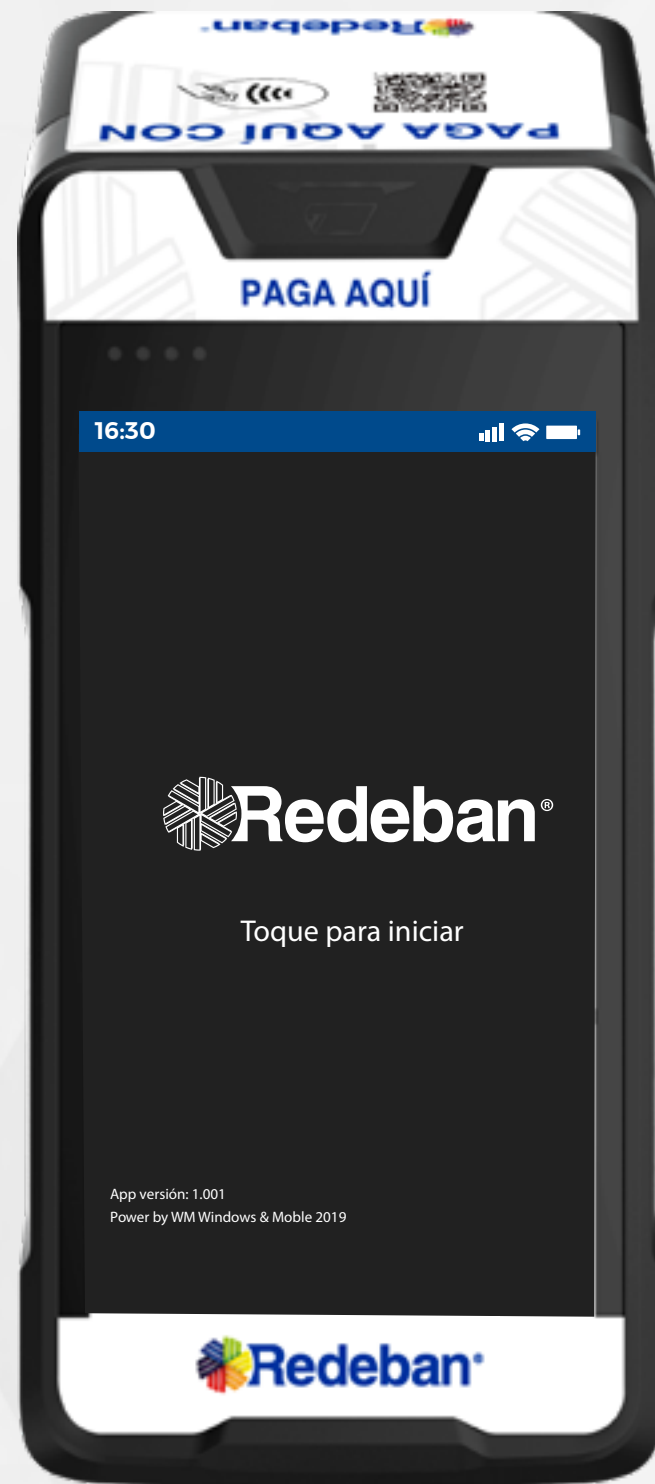 Redeban
PAGA AQUÍ CON
PAGA AQUÍ
16:30
Redeban®
Toque para iniciar
App versión: 1.001
Power by WM Windows & Moble 2019
Redeban